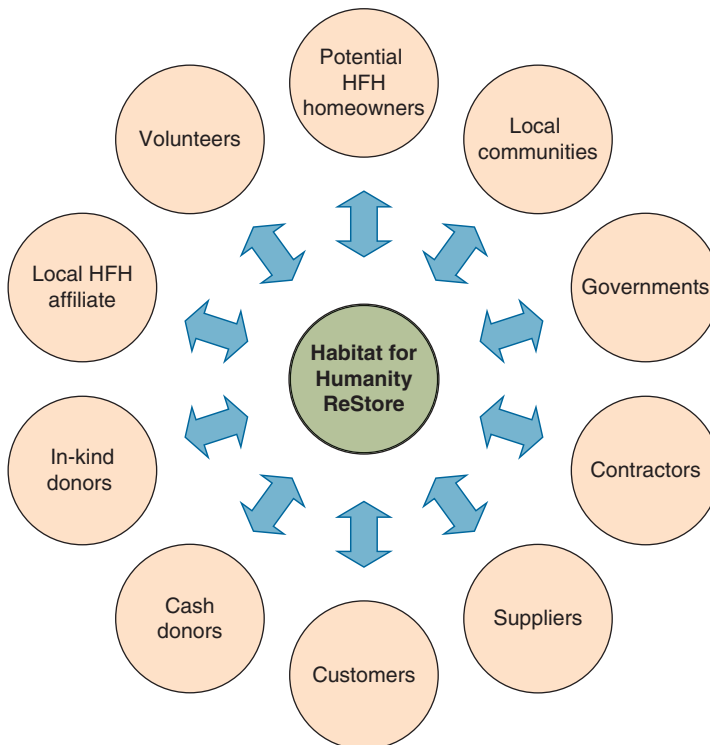 Potential
HFH
homeowners
Local
communities
Governments
Contractors
Suppliers
Customers
Cash
donors
In-kind
donors
Local HFH
affiliate
Volunteers
Habitat for
Humanity
ReStore